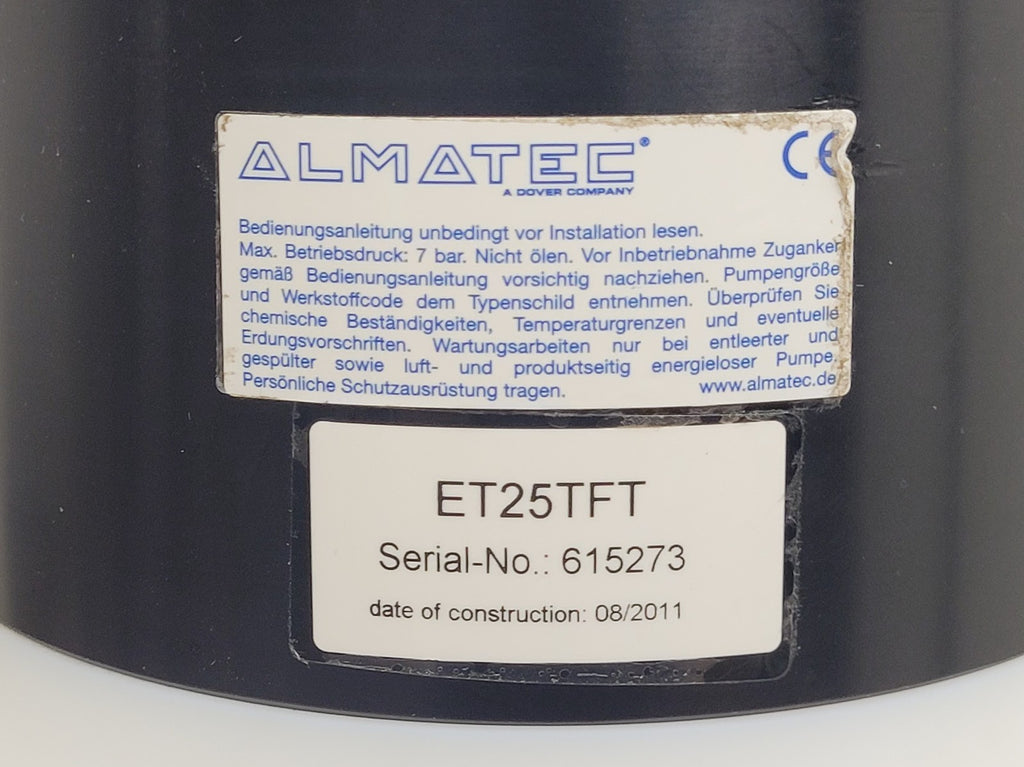 ALMATEC®
A DOVER COMPANY
CE
Bedienungsanleitung unbedingt vor Installation lesen.
Max. Betriebsdruck: 7 bar. Nicht ölen. Vor Inbetriebnahme Zuganker
gemäß Bedienungsanleitung vorsichtig nachziehen. Pumpengröße
und Werkstoffcode dem Typenschild entnehmen. Überprüfen Sie
chemische Beständigkeiten, Temperaturgrenzen und eventuelle
Erdungsvorschriften. Wartungsarbeiten nur bei entleerter und
gespülter sowie luft- und produktseitig energieloser Pumpe.
Persönliche Schutzausrüstung tragen. www.almatec.de
ET25TFT
Serial-No.: 615273
date of construction: 08/2011